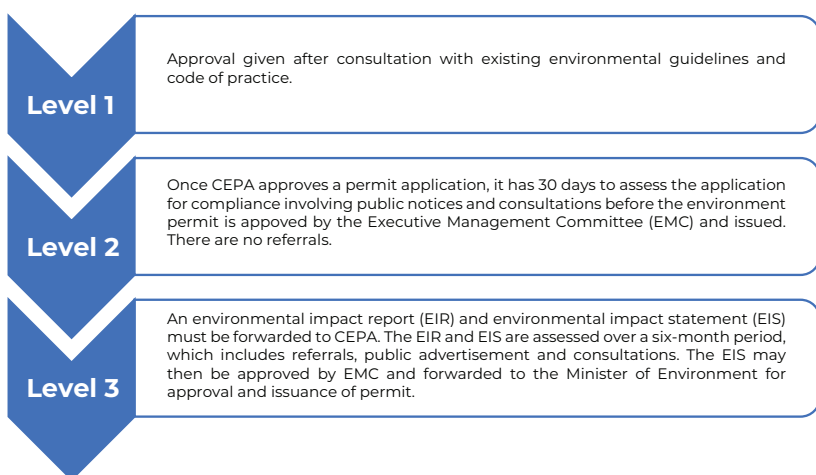 Level 1
Approval given after consultation with existing environmental guidelines and
code of practice.
Level 2
Once CEPA approves a permit application, it has 30 days to assess the application
for compliance involving public notices and consultations before the environment
permit is appoved by the Executive Management Committee (EMC) and issued.
There are no referrals.
Level 3
An environmental impact report (EIR) and environmental impact statement (EIS)
must be forwarded to CEPA. The EIR and EIS are assessed over a six-month period,
which includes referrals, public advertisement and consultations. The EIS may
then be approved by EMC and forwarded to the Minister of Environment for
approval and issuance of permit.